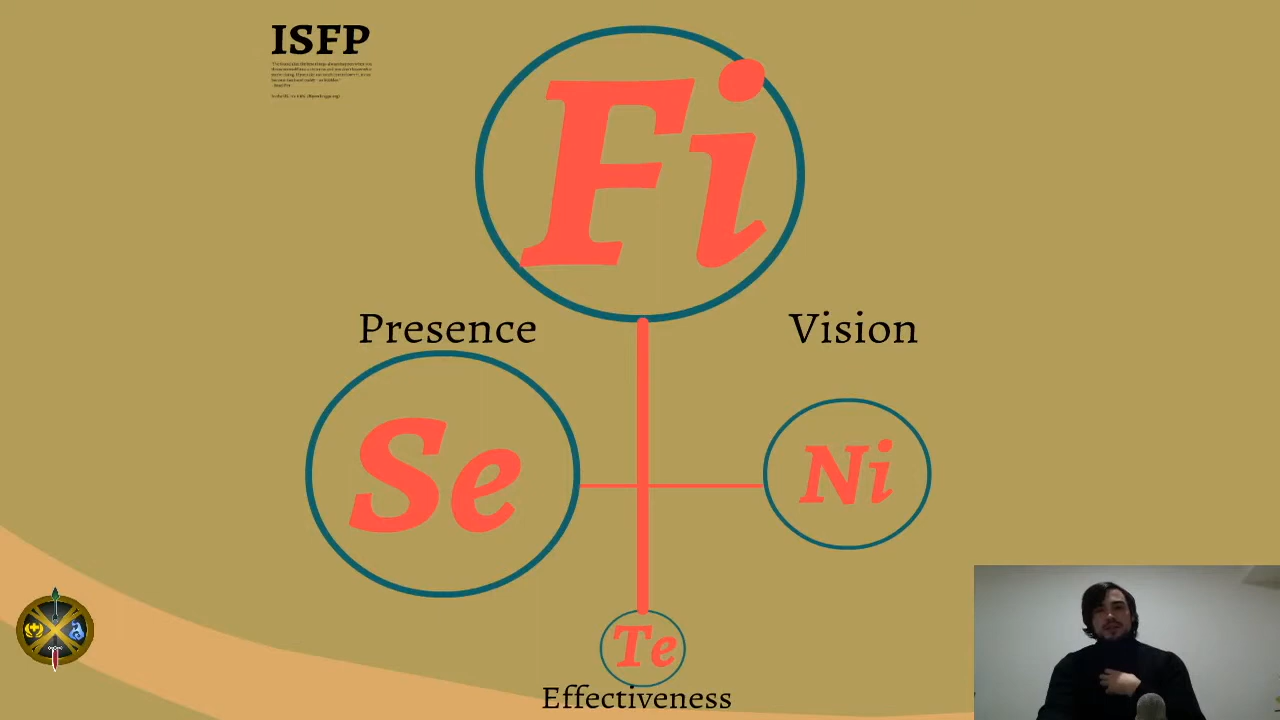 ISFP
Fi
Presence
Vision
Se
Ni
Te
Effectiveness